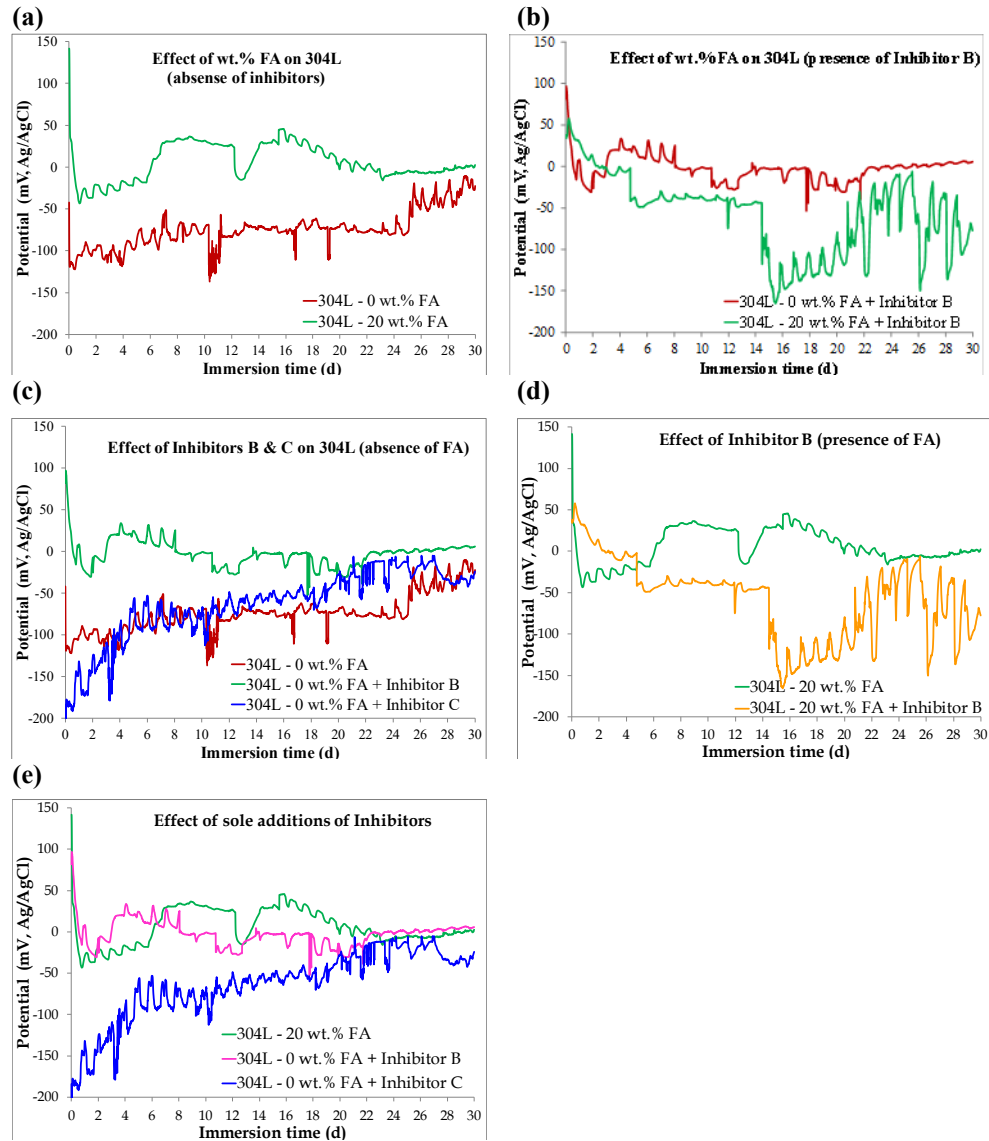 (a)
Effect of wt.% FA on 304L
(absense of inhibitors)
Potential (mV, Ag/AgCl)
150
100
50
0
-50
-100
-150
-200
304L - 0 wt.% FA
304L - 20 wt.% FA
0 2 4 6 8 10 12 14 16 18 20 22 24 26 28 30
Immersion time (d)
(b)
Effect of wt.% FA on 304L (presence of Inhibitor B)
Potential (mV, Ag/AgCl)
150
100
50
0
-50
-100
-150
-200
304L - 0 wt.% FA + Inhibitor B
304L - 20 wt.% FA + Inhibitor B
0 2 4 6 8 10 12 14 16 18 20 22 24 26 28 30
Immersion time (d)
(c)
Effect of Inhibitors B & C on 304L (absence of FA)
Potential (mV, Ag/AgCl)
150
100
50
0
-50
-100
-150
-200
304L - 0 wt.% FA
304L - 0 wt.% FA + Inhibitor B
304L - 0 wt.% FA + Inhibitor C
0 2 4 6 8 10 12 14 16 18 20 22 24 26 28 30
Immersion time (d)
(d)
Effect of Inhibitor B (presence of FA)
Potential (mV, Ag/AgCl)
150
100
50
0
-50
-100
-150
-200
304L - 20 wt.% FA
304L - 20 wt.% FA + Inhibitor B
0 2 4 6 8 10 12 14 16 18 20 22 24 26 28 30
Immersion time (d)
(e)
Effect of sole additions of Inhibitors
Potential (mV, Ag/AgCl)
150
100
50
0
-50
-100
-150
-200
304L - 20 wt.% FA
304L - 0 wt.% FA + Inhibitor B
304L - 0 wt.% FA + Inhibitor C
0 2 4 6 8 10 12 14 16 18 20 22 24 26 28 30
Immersion time (d)